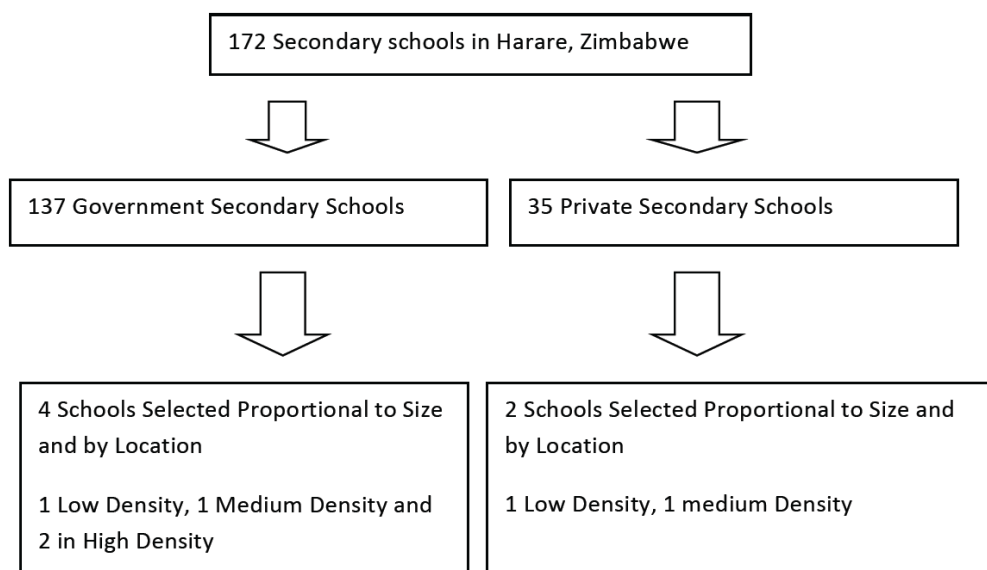 172 Secondary schools in Harare, Zimbabwe
137 Government Secondary Schools
35 Private Secondary Schools
4 Schools Selected Proportional to Size
and by Location
1 Low Density, 1 Medium Density and
2 in High Density
2 Schools Selected Proportional to Size and
by Location
1 Low Density, 1 medium Density